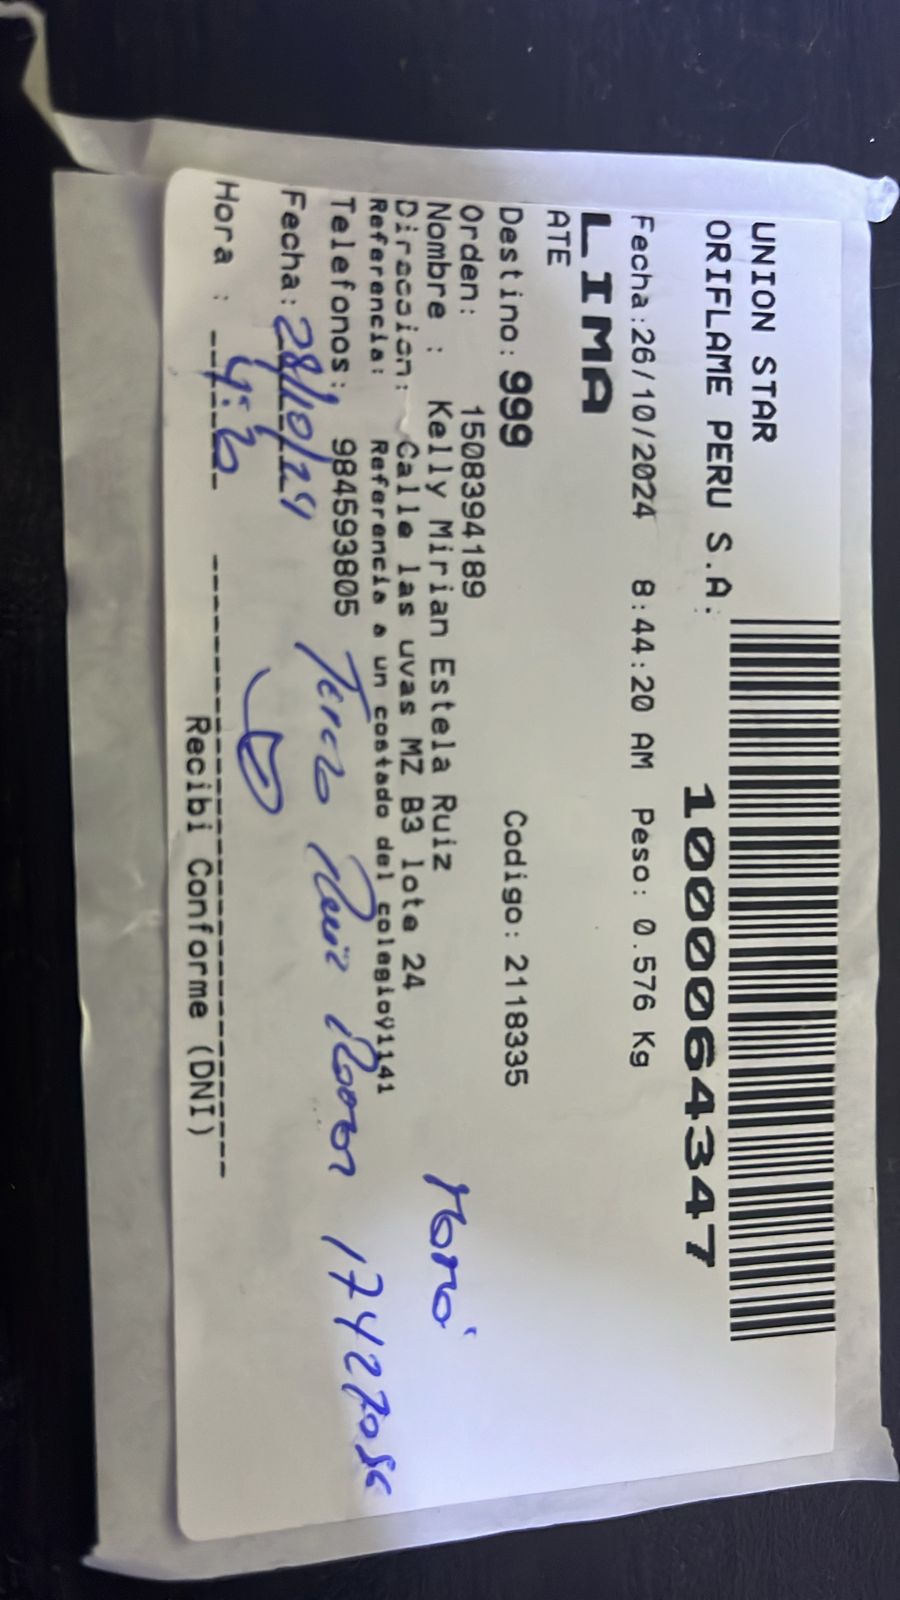 UNION STAR
ORIFLAME PERU S.A:
1000064347
Fecha:26/10/2024 8:44:20 AM Peso: 0.576 Kg
LIMA
ATE
Destino: 999 Codigo: 2118335
Orden: 1508394189
Nombre : Kelly Mirian Estela Ruiz
Direccion: Calle las uvas MZ B3 lote 24
Referencia: Referencia a un costado del colegio 1141
Telefonos: 984593805
Fecha: 28/10/24
Hora :
Recibi Conforme (DNI)